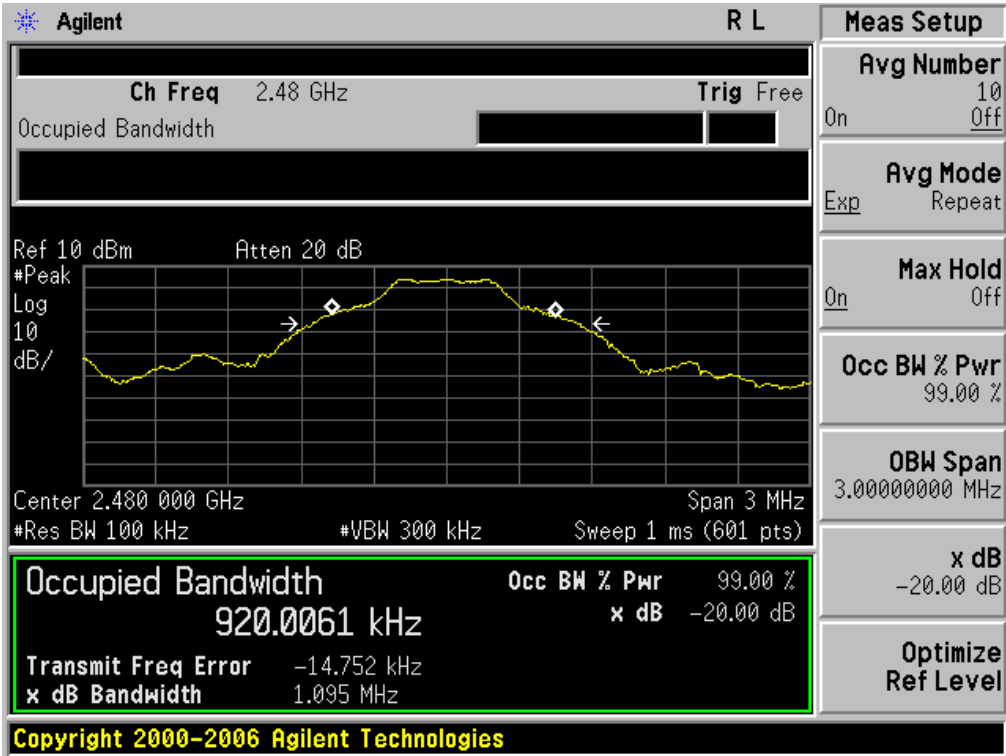 Agilent R L
Ch Freq 2.48 GHz Trig Free
Occupied Bandwidth
Ref 10 dBm Atten 20 dB
#Peak
Log
10
dB/
Center 2.480 000 GHz Span 3 MHz
#Res BW 100 kHz #VBW 300 kHz Sweep 1 ms (601 pts)
Occupied Bandwidth Occ BW % Pwr 99.00 %
920.0061 kHz x dB -20.00 dB
Transmit Freq Error -14.752 kHz
x dB Bandwidth 1.095 MHz
Copyright 2000-2006 Agilent Technologies
Meas Setup
Avg Number
10
On Off
Avg Mode
Exp Repeat
Max Hold
On Off
Occ BW % Pwr
99.00 %
OBW Span
3.00000000 MHz
x dB
-20.00 dB
Optimize
Ref Level